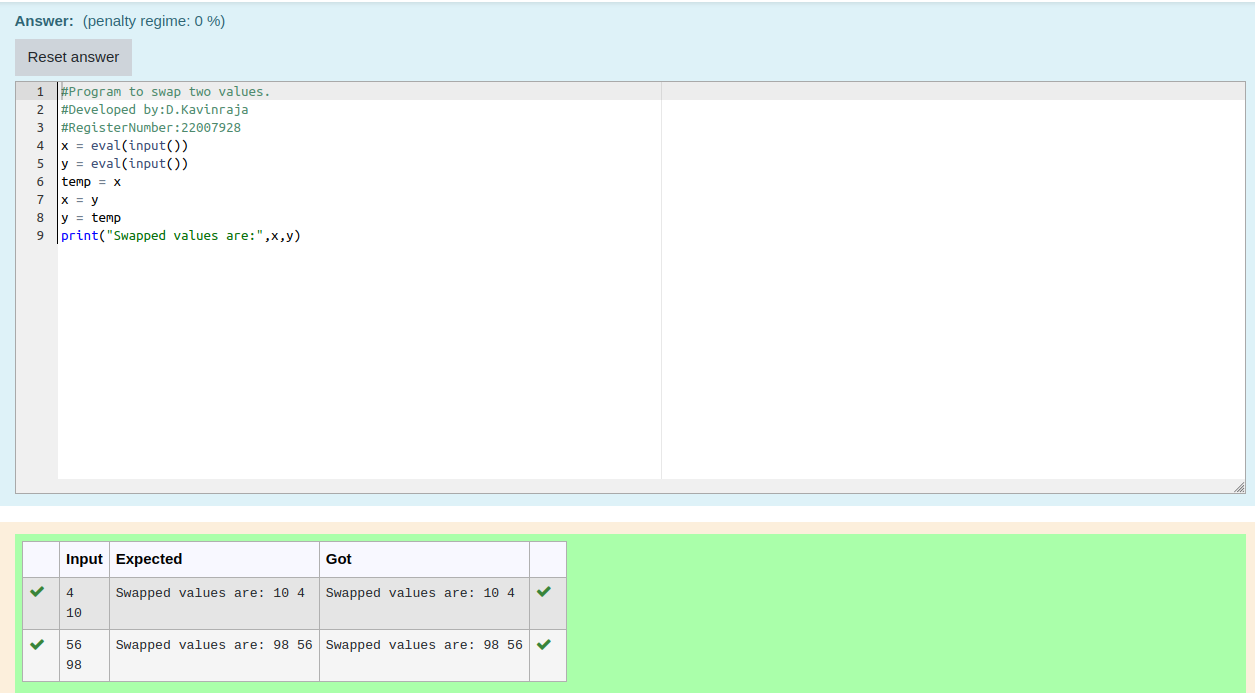 Answer: (penalty regime: 0 %)
Reset answer
1 #Program to swap two values.
2 #Developed by:D.Kavinraja
3 #RegisterNumber:22007928
4 x = eval(input())
5 y = eval(input())
6 temp = x
7 x = y
8 y = temp
9 print("Swapped values are:",x,y)
Input Expected Got
4 Swapped values are: 10 4 Swapped values are: 10 4
10
56 Swapped values are: 98 56 Swapped values are: 98 56
98